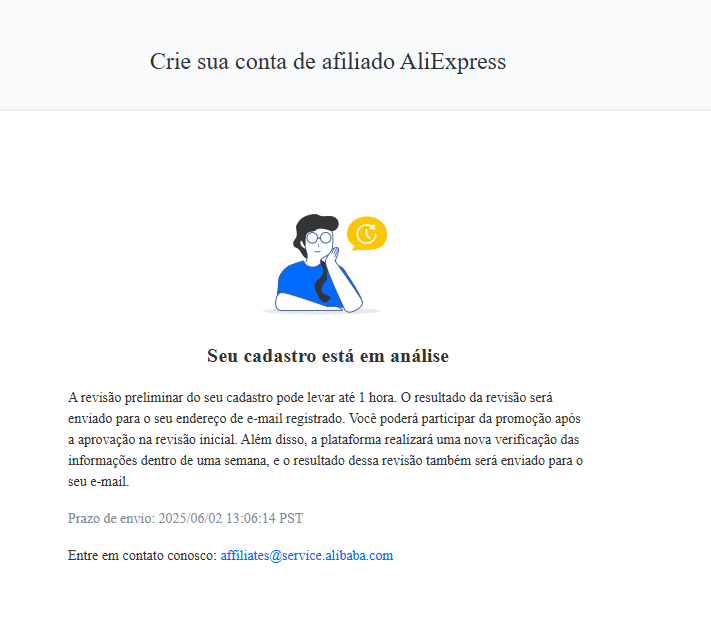 Crie sua conta de afiliado AliExpress
Seu cadastro está em análise
A revisão preliminar do seu cadastro pode levar até 1 hora. O resultado da revisão será
enviado para o seu endereço de e-mail registrado. Você poderá participar da promoção após
a aprovação na revisão inicial. Além disso, a plataforma realizará uma nova verificação das
informações dentro de uma semana, e o resultado dessa revisão também será enviado para o
seu e-mail.
Prazo de envio: 2025/06/02 13:06:14 PST
Entre em contato conosco: affiliates@service.alibaba.com